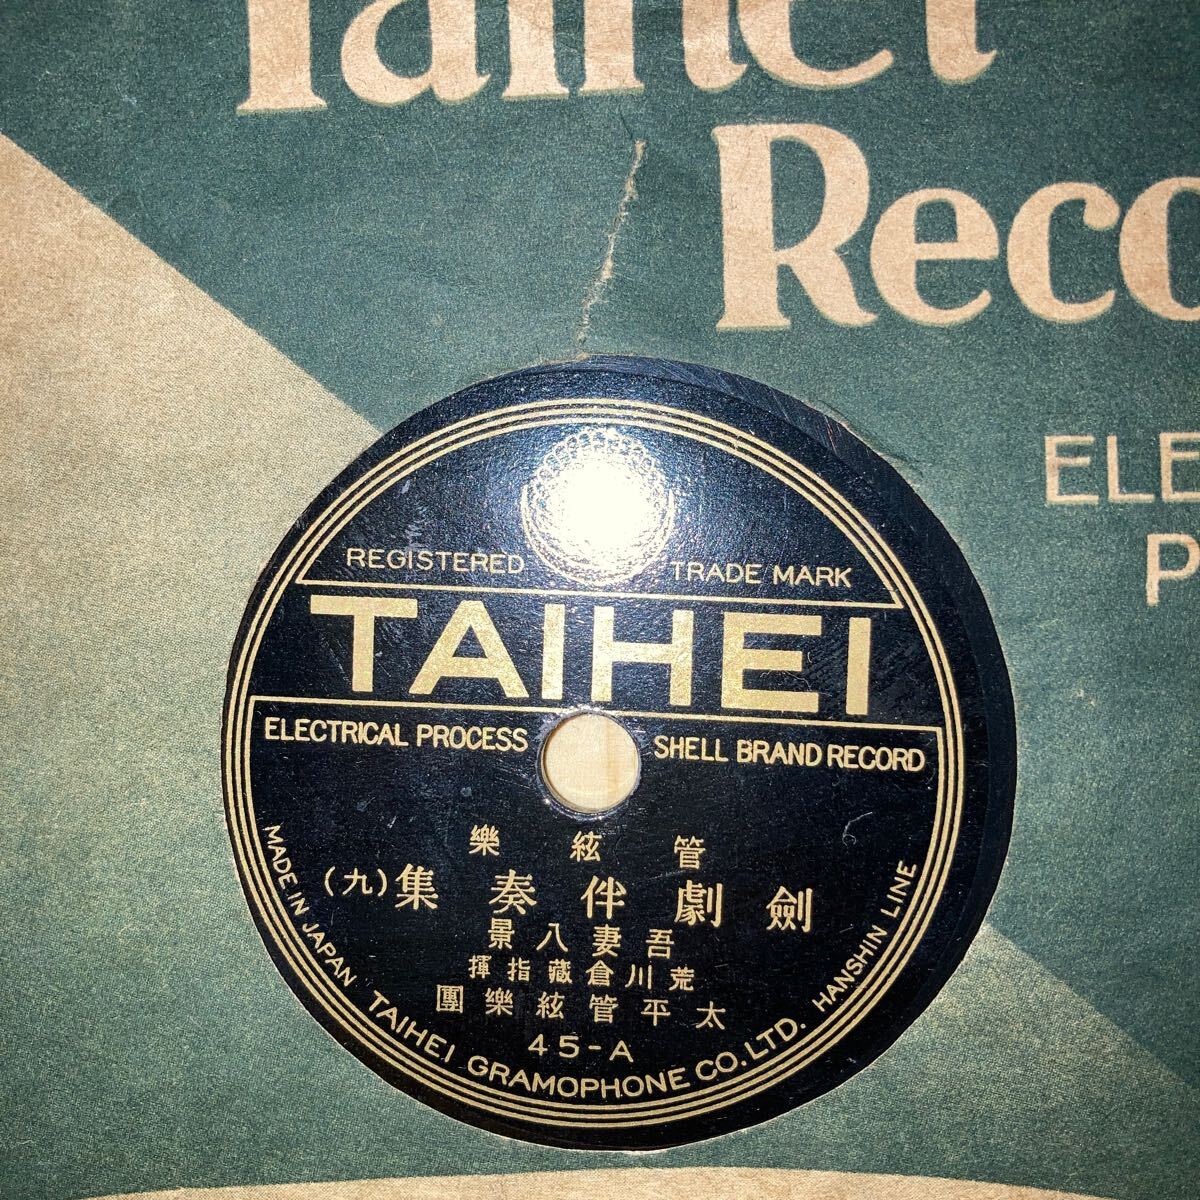 Taihei
Reco
ELE
P
REGISTERED TRADE MARK
TAIHEI
ELECTRICAL PROCESS SHELL BRAND RECORD
管絃樂
劍劇伴奏集(九)
吾妻八景
荒川倉藏指揮
太平管絃樂團
45-A
MADE IN JAPAN TAIHEI GRAMOPHONE CO. LTD. HANSHIN LINE